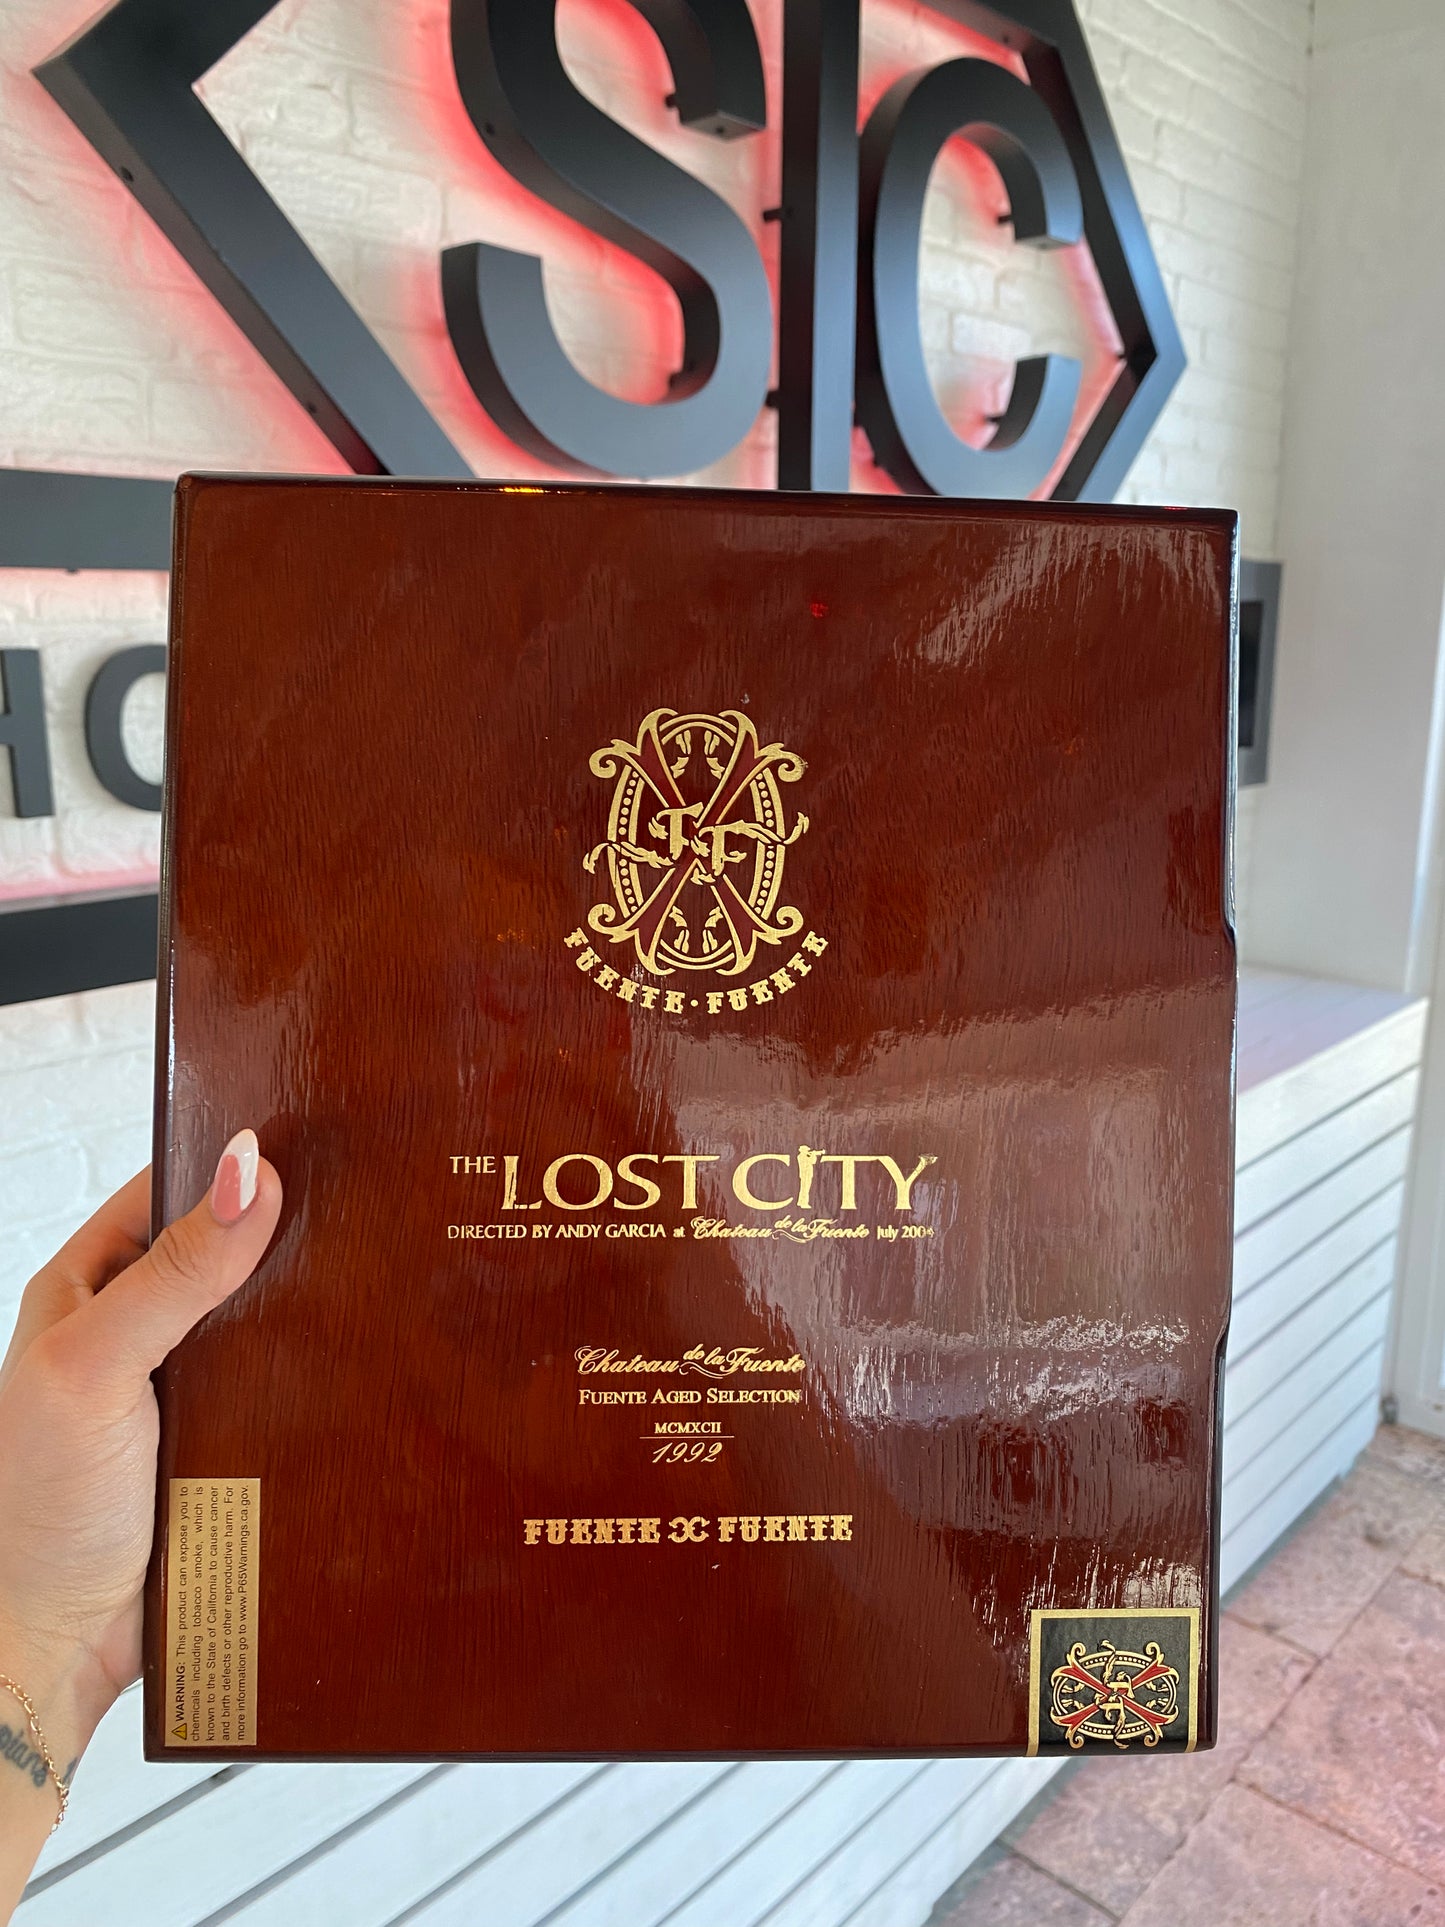 SIC
HO
FF
FUENTE · FUENTE
THE LOST CITY
DIRECTED BY ANDY GARCIA at Chateau de la Fuente July 2004
Chateau de la Fuente
FUENTE AGED SELECTION
MCMXCII
1992
FUENTE FUENTE
⚠WARNING: This product can expose you to
chemicals including tobacco smoke, which is
known to the State of California to cause cancer
and birth defects or other reproductive harm. For
more information go to www.P65Warnings.ca.gov.